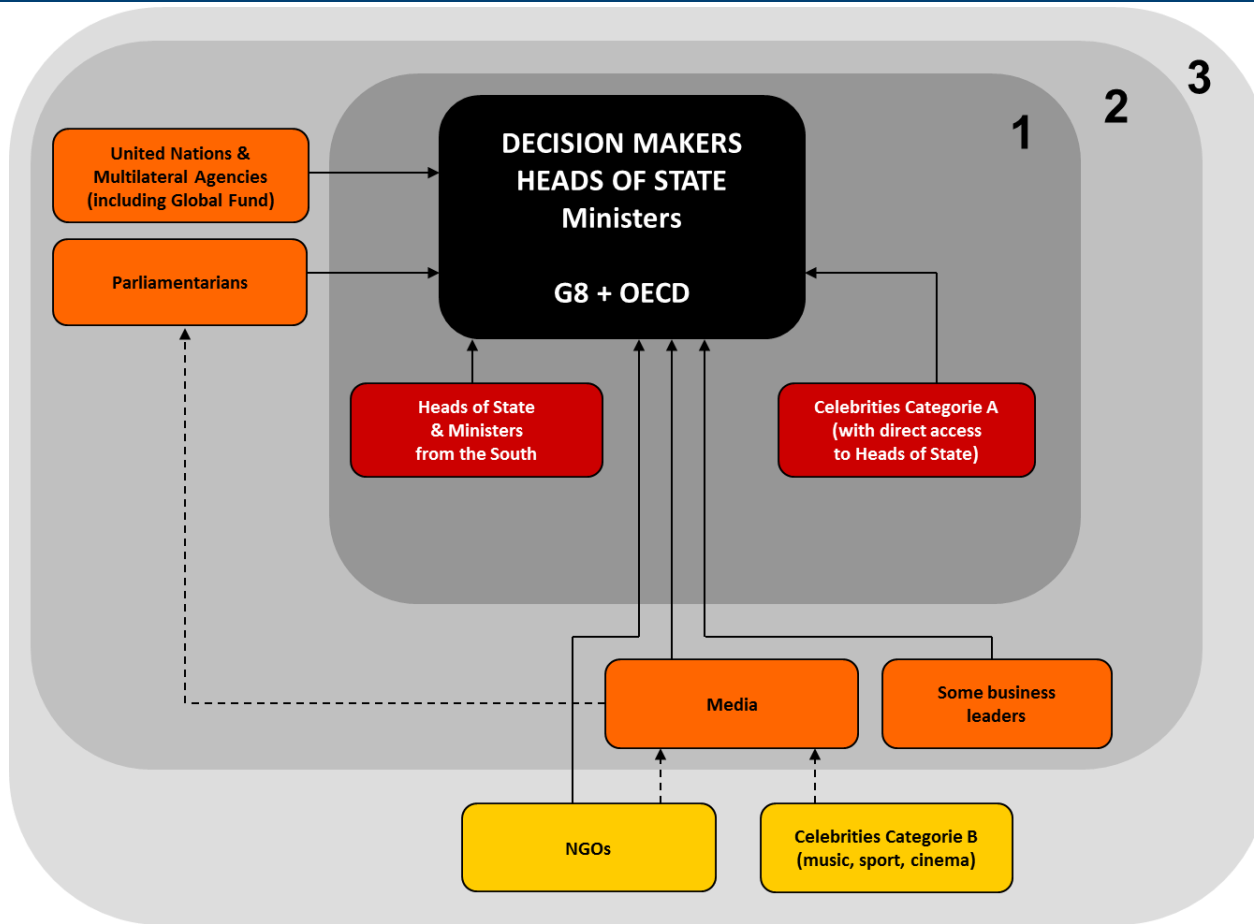 3
2
1
DECISION MAKERS
HEADS OF STATE
Ministers
G8 + OECD
United Nations &
Multilateral Agencies
(including Global Fund)
Parliamentarians
Heads of State
& Ministers
from the South
Celebrities Categorie A
(with direct access
to Heads of State)
Media
Some business
leaders
NGOs
Celebrities Categorie B
(music, sport, cinema)